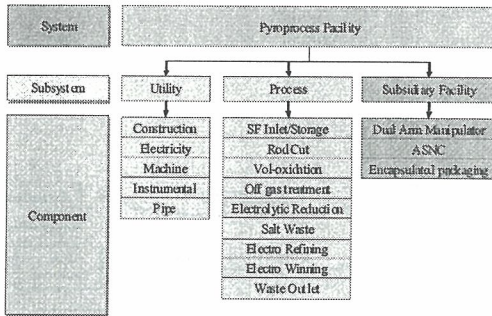 System
Pyroprocess Facility
Subsystem
Utility
Process
Subsidiary Facility
Component
Construction
Electricity
Machine
Instrumental
Pipe
SF Inlet/Storage
Rod Cut
Vol-oxidtion
Off gas treatment
Electrolytic Reduction
Salt Waste
Electro Refining
Electro Winning
Waste Outlet
Dual Arm Manipulator
ASNC
Encapsulated packaging